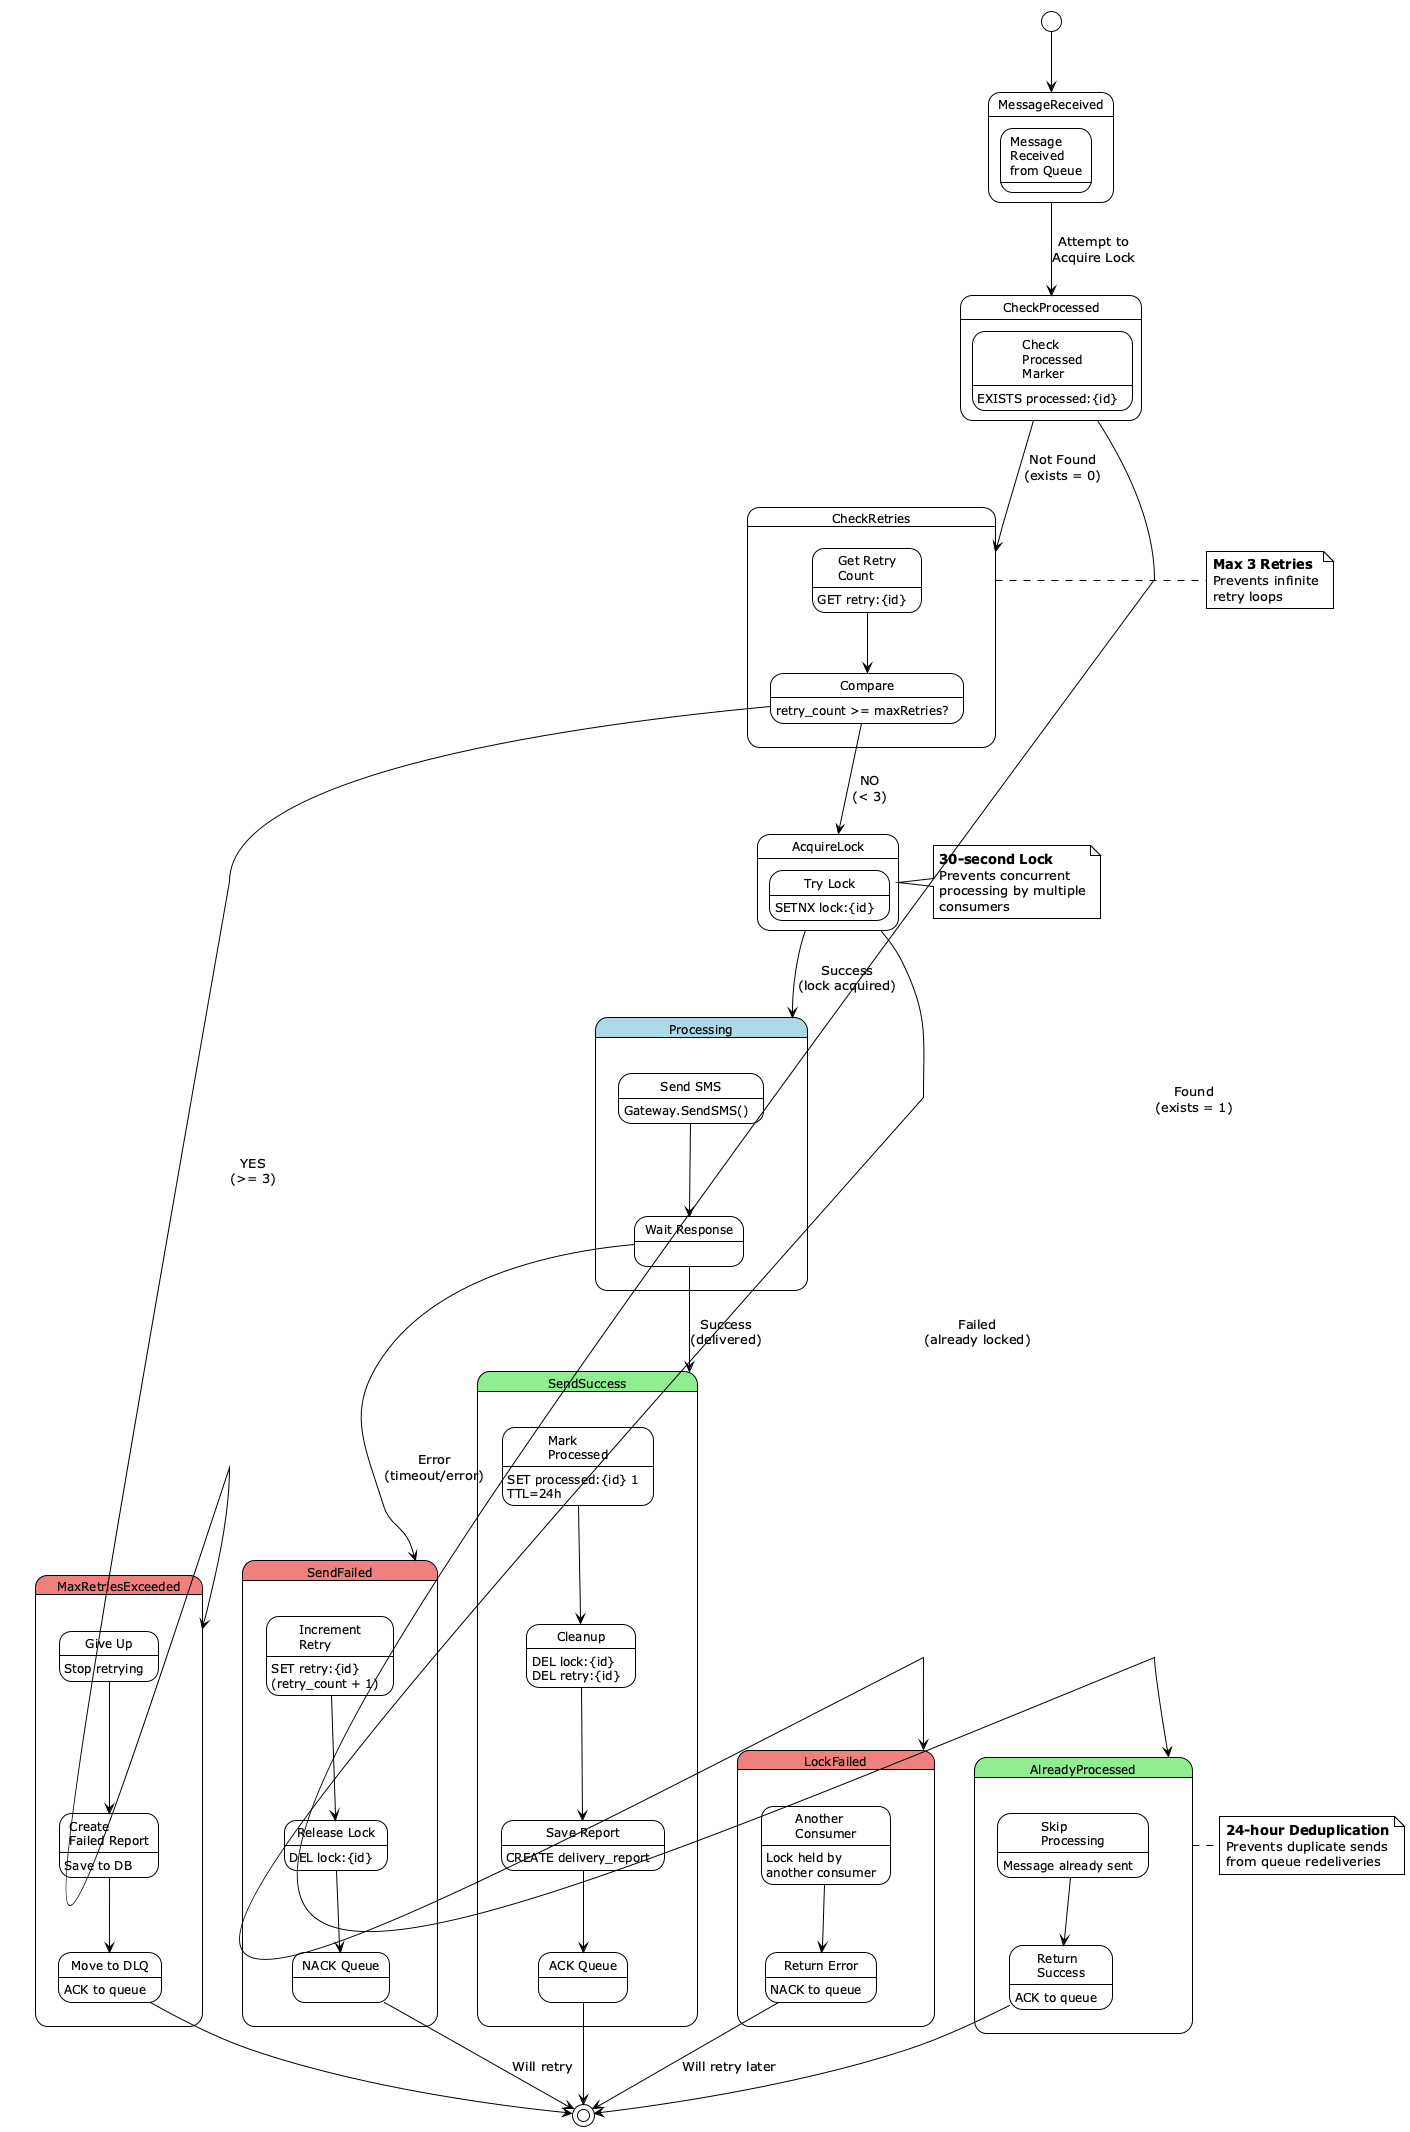 MessageReceived
Message
Received
from Queue
Attempt to
Acquire Lock
CheckProcessed
Check
Processed
Marker
EXISTS processed:{id}
Not Found
(exists = 0)
CheckRetries
Get Retry
Count
GET retry:{id}
Max 3 Retries
Prevents infinite
retry loops
Compare
retry_count >= maxRetries?
NO
(< 3)
AcquireLock
Try Lock
SETNX lock:{id}
30-second Lock
Prevents concurrent
processing by multiple
consumers
Success
(lock acquired)
Processing
Send SMS
Gateway.SendSMS()
Found
(exists = 1)
YES
(>= 3)
Wait Response
Success
(delivered)
Failed
(already locked)
SendSuccess
Mark
Processed
SET processed:{id} 1
TTL=24h
Error
(timeout/error)
MaxRetriesExceeded
Give Up
Stop retrying
Create
Failed Report
Save to DB
Move to DLQ
ACK to queue
SendFailed
Increment
Retry
SET retry:{id}
(retry_count + 1)
Release Lock
DEL lock:{id}
NACK Queue
Cleanup
DEL lock:{id}
DEL retry:{id}
Save Report
CREATE delivery_report
ACK Queue
LockFailed
Another
Consumer
Lock held by
another consumer
Return Error
NACK to queue
AlreadyProcessed
Skip
Processing
Message already sent
Return
Success
ACK to queue
24-hour Deduplication
Prevents duplicate sends
from queue redeliveries
Will retry
Will retry later